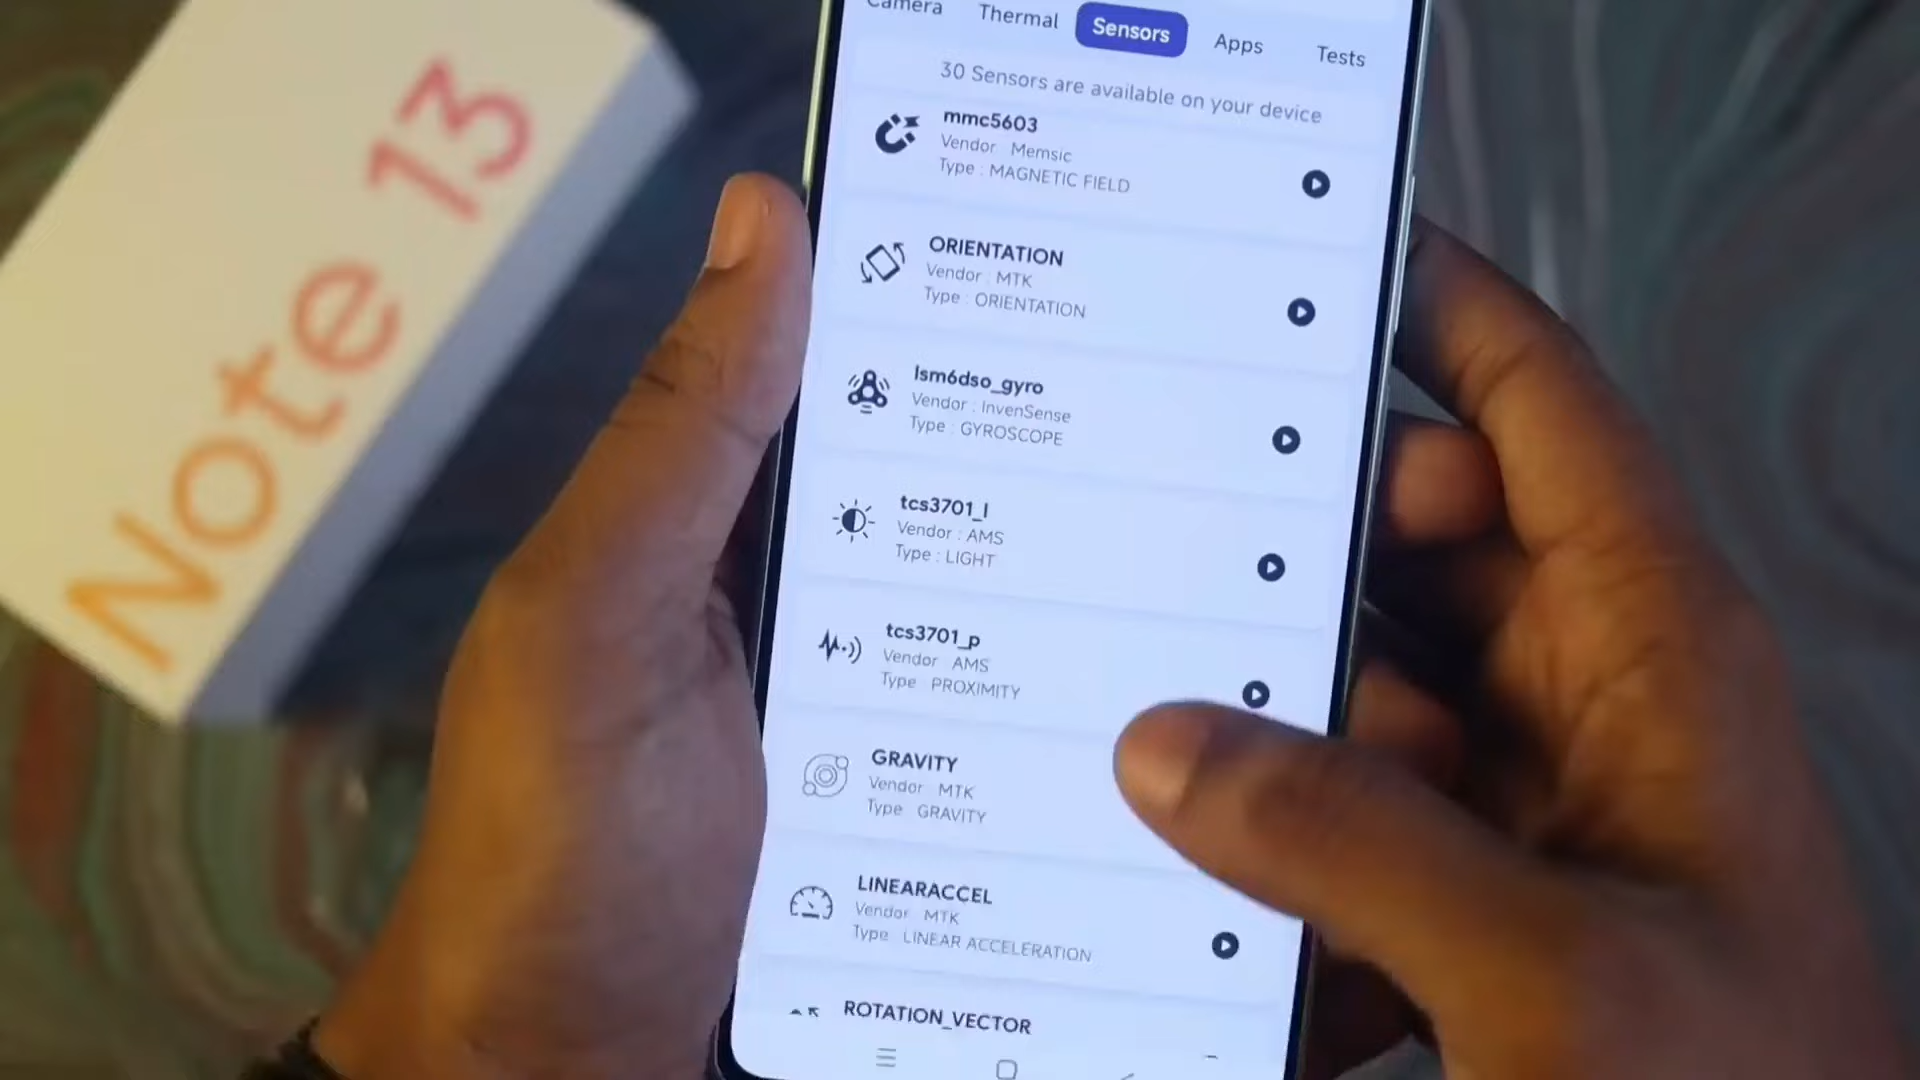 Note 13
Camera Thermal Sensors Apps Tests
30 Sensors are available on your device
mmc5603
Vendor Memsic
Type : MAGNETIC FIELD
ORIENTATION
Vendor : MTK
Type : ORIENTATION
lsm6dso_gyro
Vendor : InvenSense
Type : GYROSCOPE
tcs3701_l
Vendor : AMS
Type : LIGHT
tcs3701_p
Vendor AMS
Type PROXIMITY
GRAVITY
Vendor MTK
Type GRAVITY
LINEARACCEL
Vendor MTK
Type LINEAR ACCELERATION
ROTATION_VECTOR